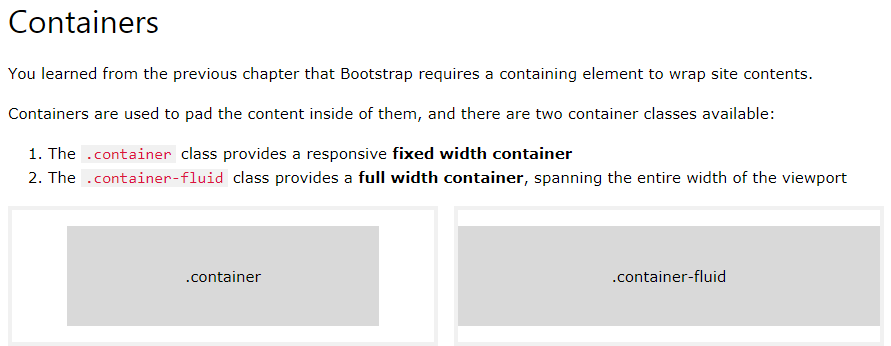 Containers
You learned from the previous chapter that Bootstrap requires a containing element to wrap site contents.
Containers are used to pad the content inside of them, and there are two container classes available:
1. The .container class provides a responsive fixed width container
2. The .container-fluid class provides a full width container, spanning the entire width of the viewport
.container
.container-fluid